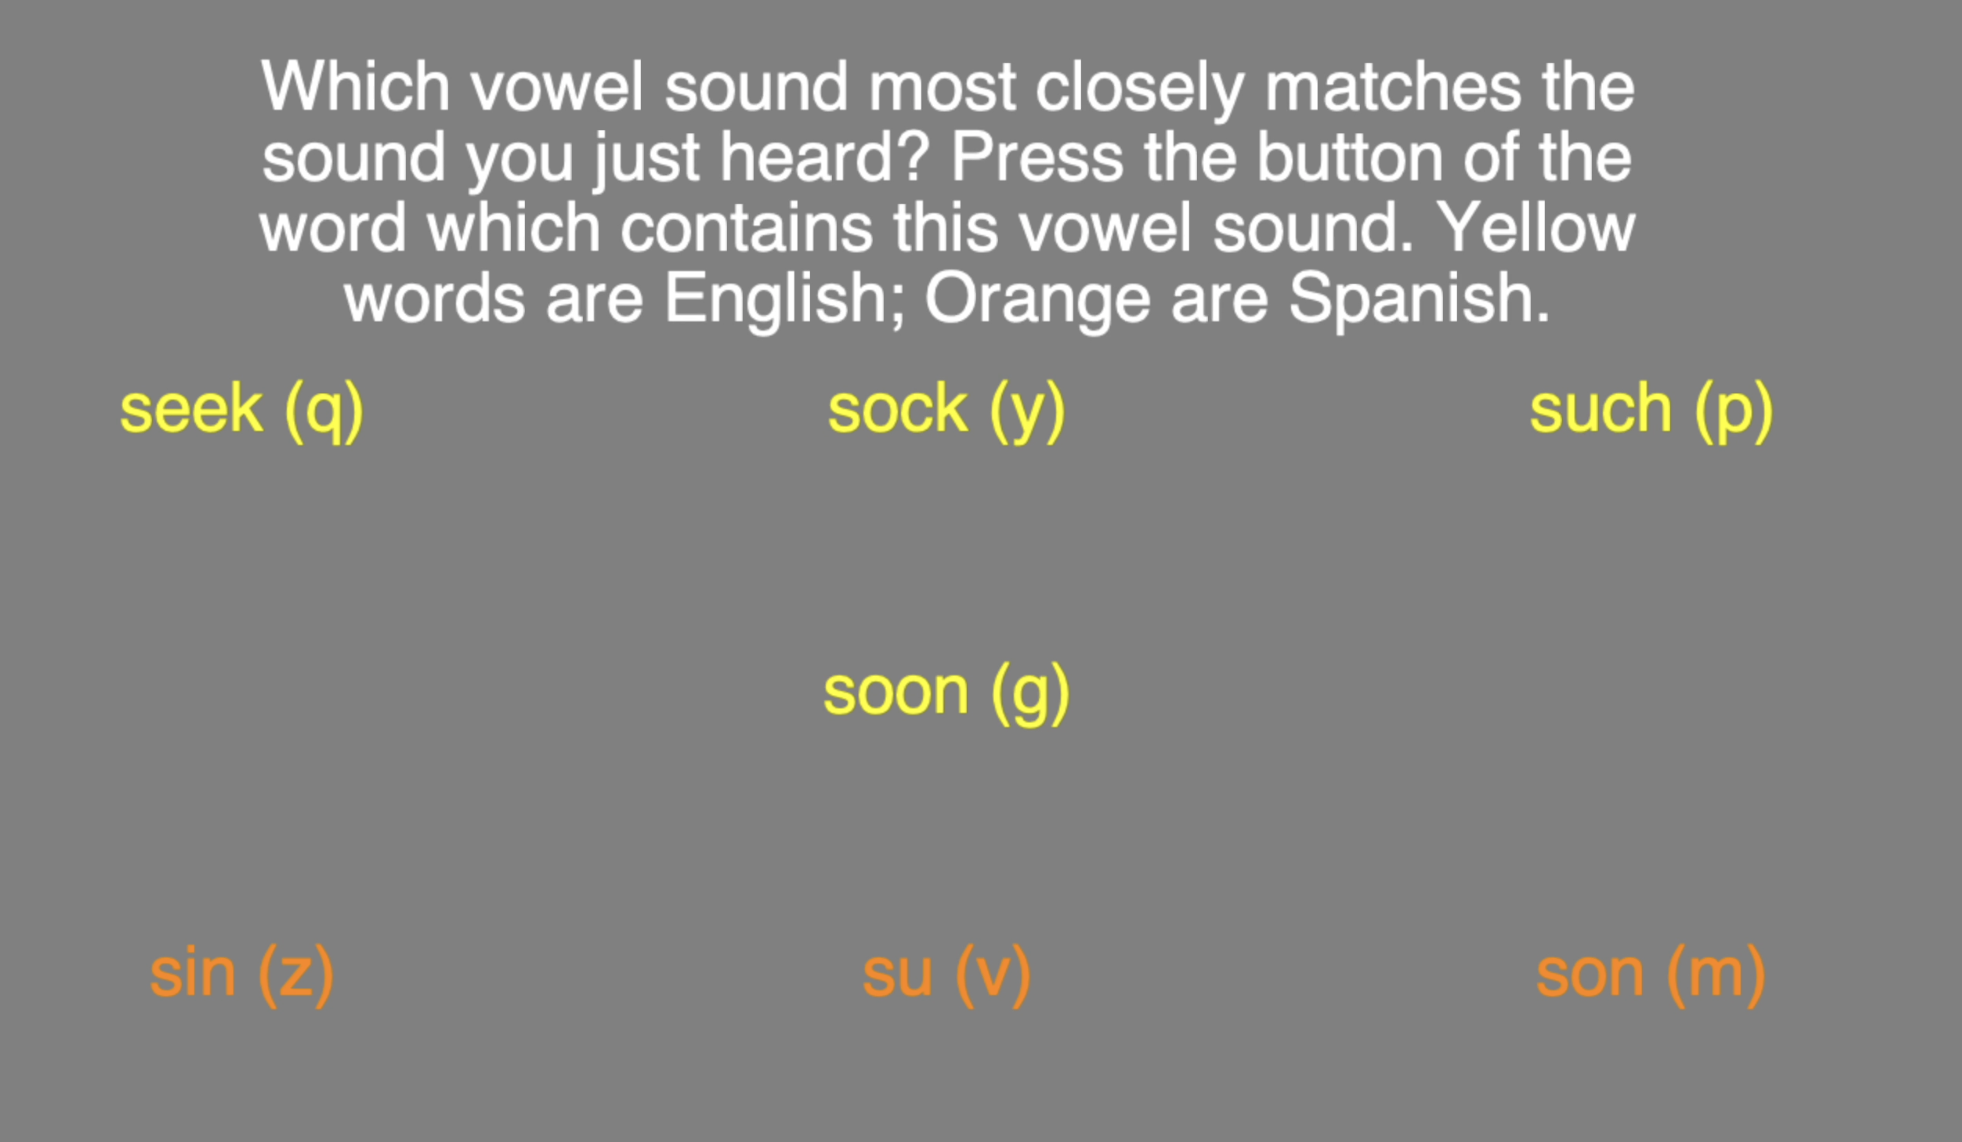 Which vowel sound most closely matches the
sound you just heard? Press the button of the
word which contains this vowel sound. Yellow
words are English; Orange are Spanish.
seek (q) sock (y) such (p)
soon (g)
sin (z) su (v) son (m)